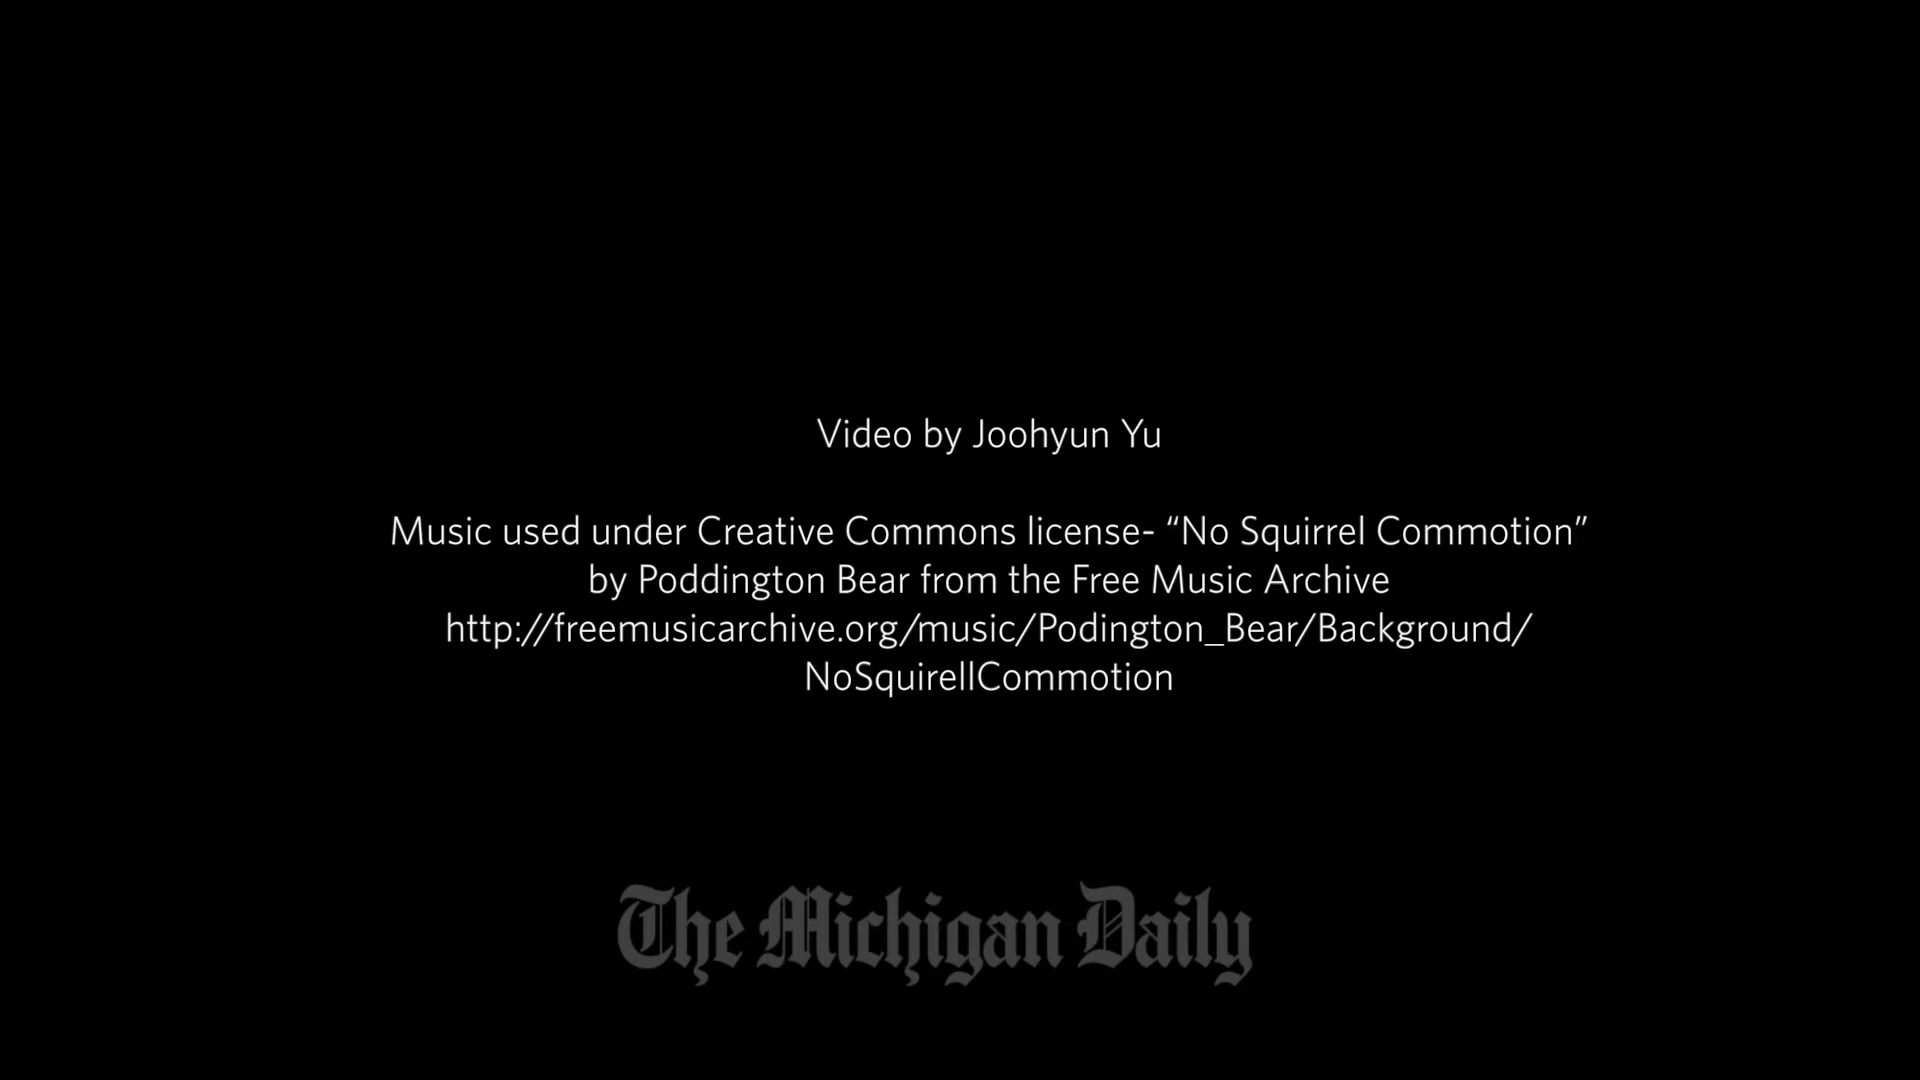 Video by Joohyun Yu
Music used under Creative Commons license- “No Squirrel Commotion”
by Poddington Bear from the Free Music Archive
http://freemusicarchive.org/music/Podington_Bear/Background/
NoSquirellCommotion
The Michigan Daily